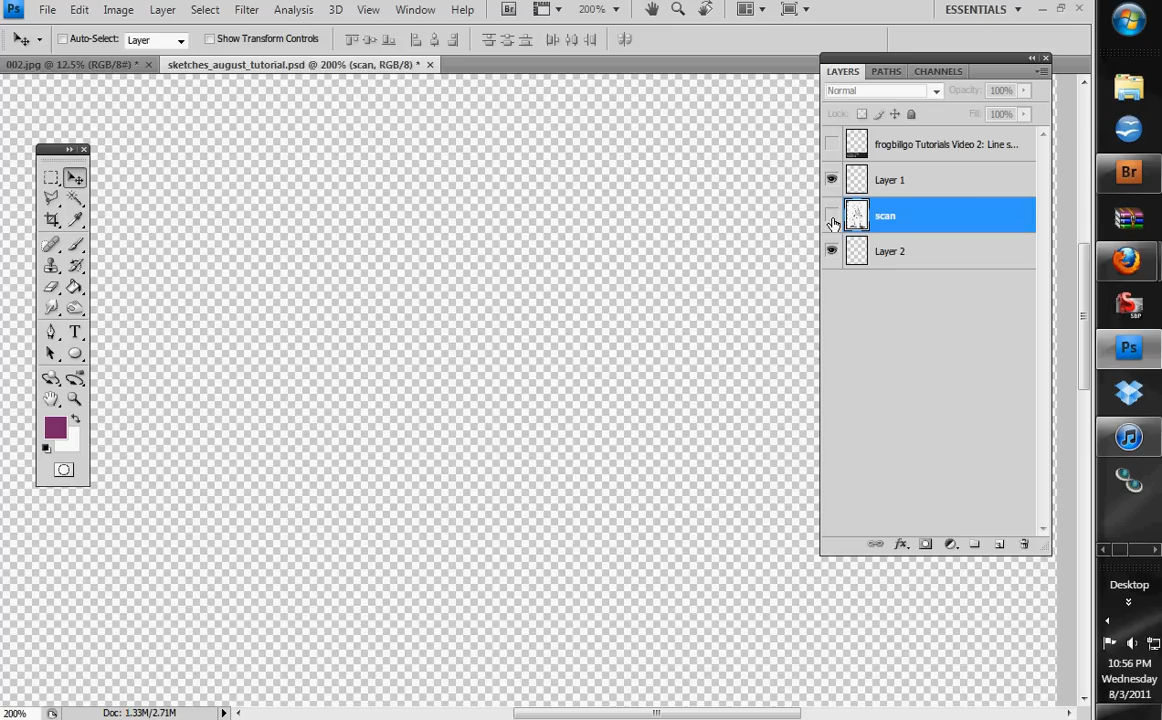 Ps File Edit Image Layer Select Filter Analysis 3D View Window Help Br 200% ESSENTIALS
Auto-Select: Layer Show Transform Controls
002.jpg @ 12.5% (RGB/8#) * × sketches_august_tutorial.psd @ 200% (scan, RGB/8) * ×
LAYERS PATHS CHANNELS
Normal Opacity: 100%
Lock: Fill: 100%
frogbillgo Tutorials Video 2: Line s...
Layer 1
scan
Layer 2
T
fx
Br
SBP
Ps
Desktop
10:56 PM
Wednesday
8/3/2011
200% Doc: 1.33M/2.71M